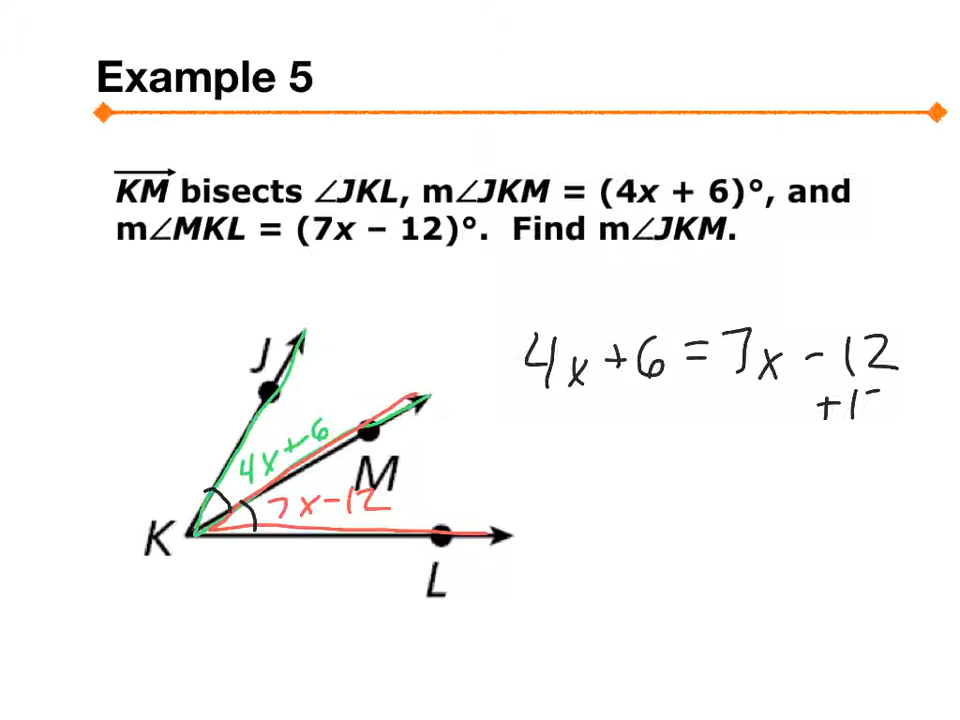 Example 5
KM bisects ∠JKL, m∠JKM = (4x + 6)°, and
m∠MKL = (7x – 12)°. Find m∠JKM.
4x + 6 = 7x - 12
J
4x+6
M
7x-12
K
L